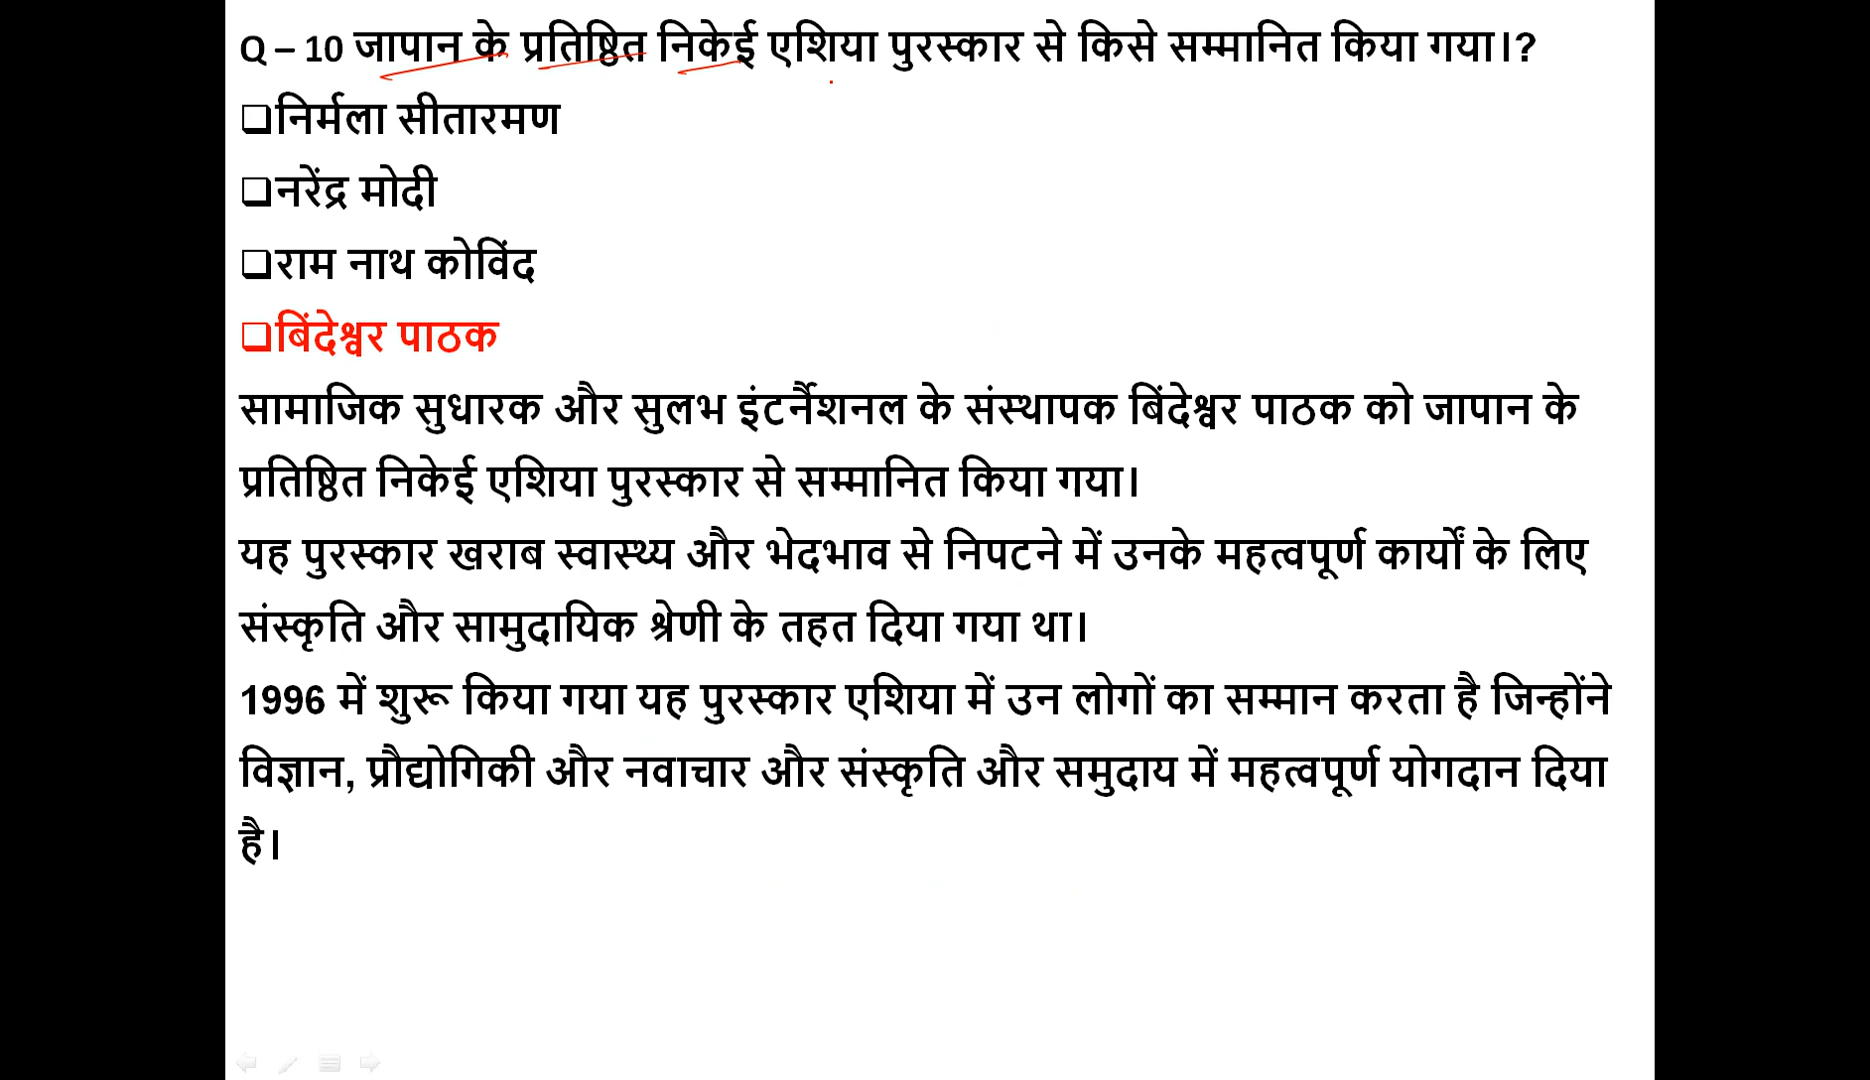 Q – 10 जापान के प्रतिष्ठित निकेई एशिया पुरस्कार से किसे सम्मानित किया गया।?
❑निर्मला सीतारमण
❑नरेंद्र मोदी
❑राम नाथ कोविंद
❑बिंदेश्वर पाठक
सामाजिक सुधारक और सुलभ इंटर्नैशनल के संस्थापक बिंदेश्वर पाठक को जापान के
प्रतिष्ठित निकेई एशिया पुरस्कार से सम्मानित किया गया।
यह पुरस्कार खराब स्वास्थ्य और भेदभाव से निपटने में उनके महत्वपूर्ण कार्यों के लिए
संस्कृति और सामुदायिक श्रेणी के तहत दिया गया था।
1996 में शुरू किया गया यह पुरस्कार एशिया में उन लोगों का सम्मान करता है जिन्होंने
विज्ञान, प्रौद्योगिकी और नवाचार और संस्कृति और समुदाय में महत्वपूर्ण योगदान दिया
है।